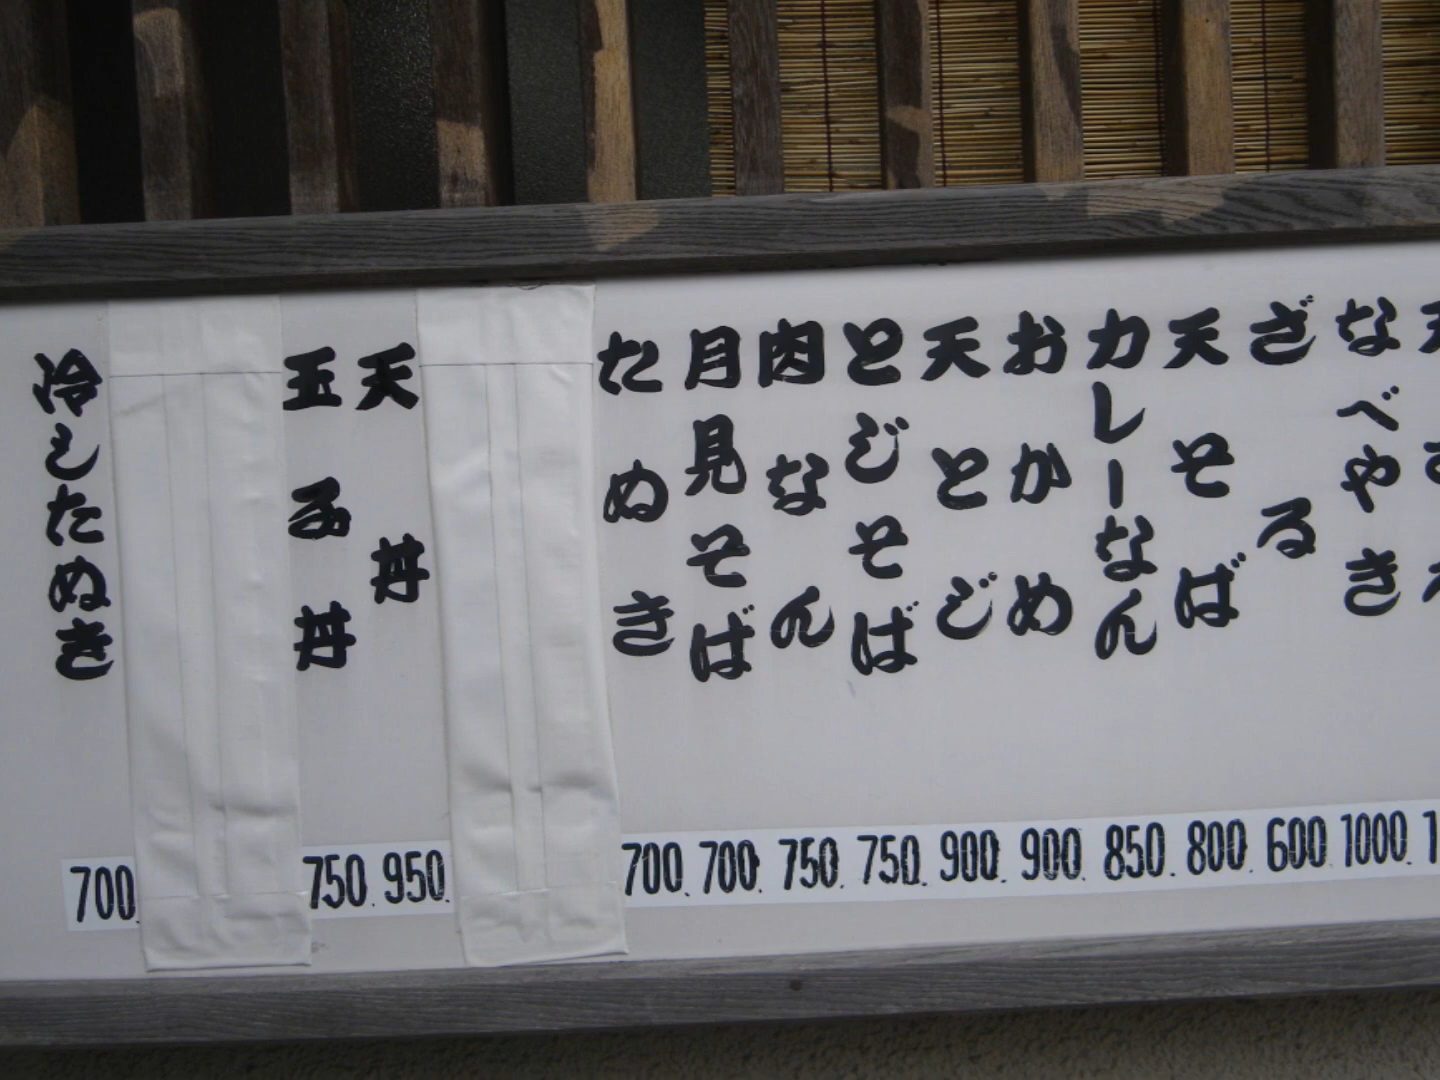 なべやき 1000.
ざる 600.
天そば 800.
カレーなん 850.
おかめ 900.
天とじ 900.
とじそば 750.
肉なん 750.
月見そば 700.
たぬき 700.
天丼 950.
玉子丼 750.
冷したぬき 700.